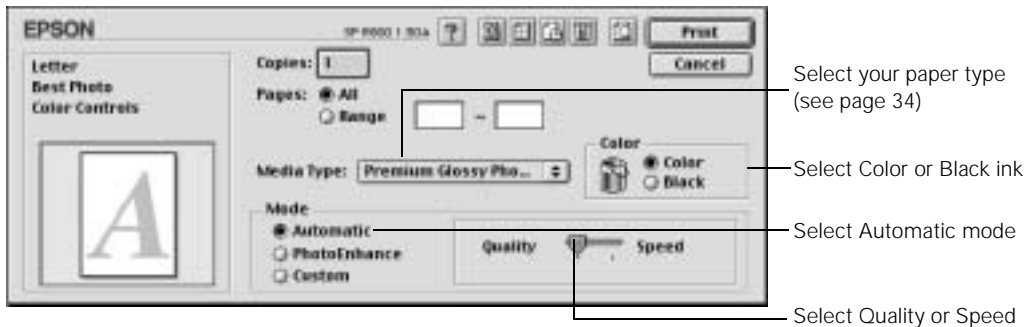 EPSON
?
Print
Letter
Best Photo
Color Controls
Copies: 1
Cancel
Pages: All
Range
–
Media Type: Premium Glossy Pho...
Color
Color
Black
Mode
Automatic
PhotoEnhance
Custom
Quality
Speed
A
Select your paper type
(see page 34)
Select Color or Black ink
Select Automatic mode
Select Quality or Speed